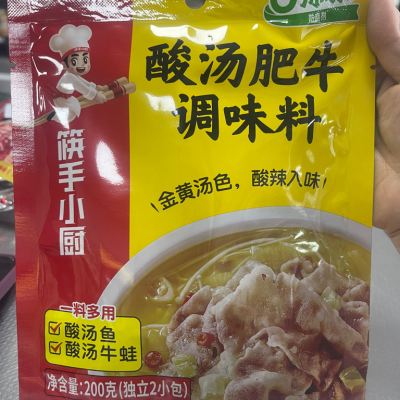 酸汤肥牛
调味料
金黄汤色，酸辣入味
筷手小厨
一料多用
酸汤鱼
酸汤牛蛙
净含量:200克(独立2小包)